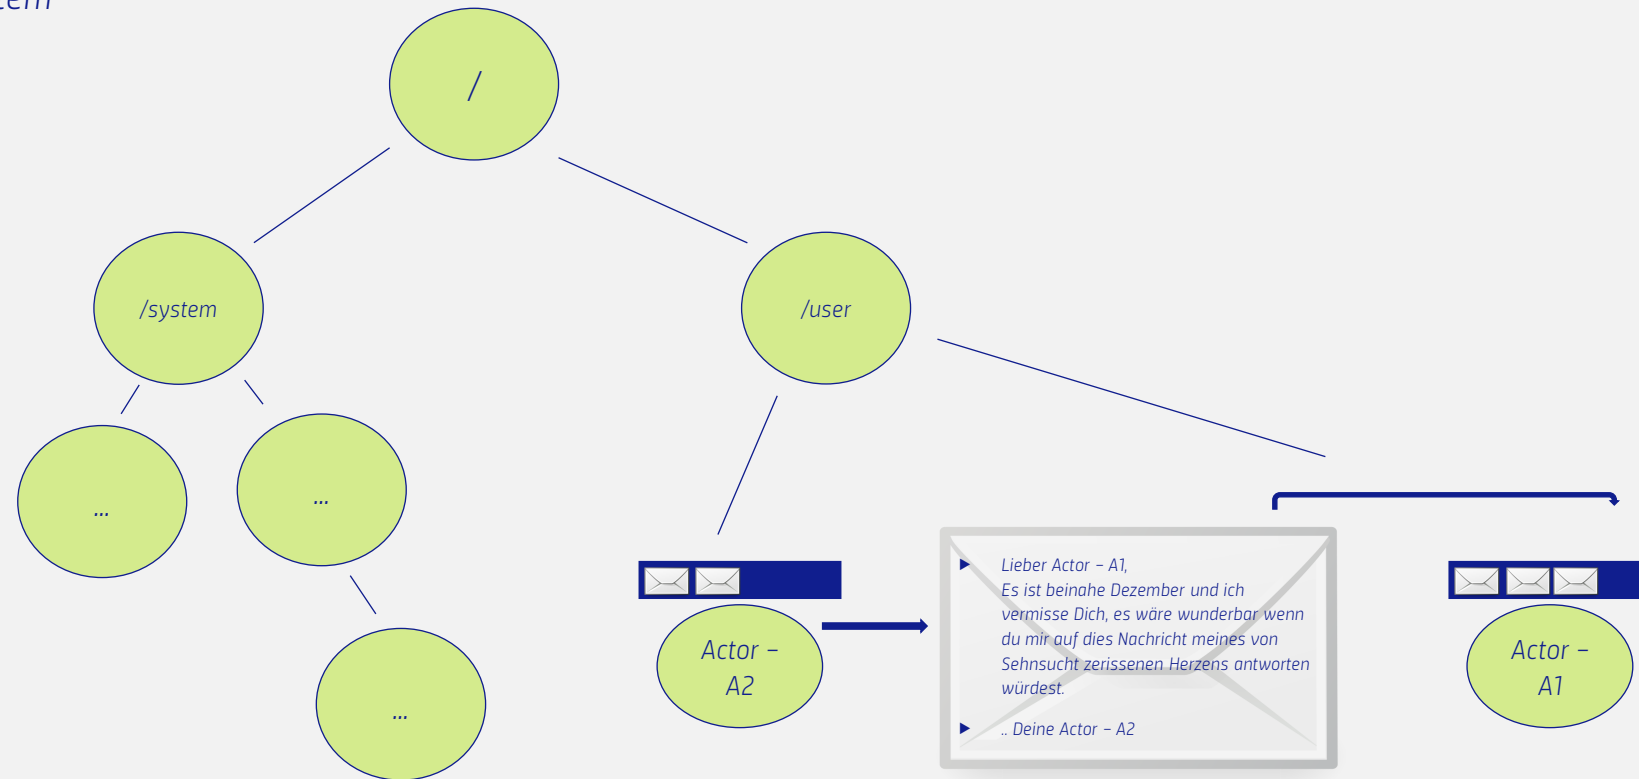 /
/system
/user
...
...
...
Actor –
A2
Lieber Actor – A1,
Es ist beinahe Dezember und ich
vermisse Dich, es wäre wunderbar wenn
du mir auf dies Nachricht meines von
Sehnsucht zerissenen Herzens antworten
würdest.
.. Deine Actor – A2
Actor –
A1